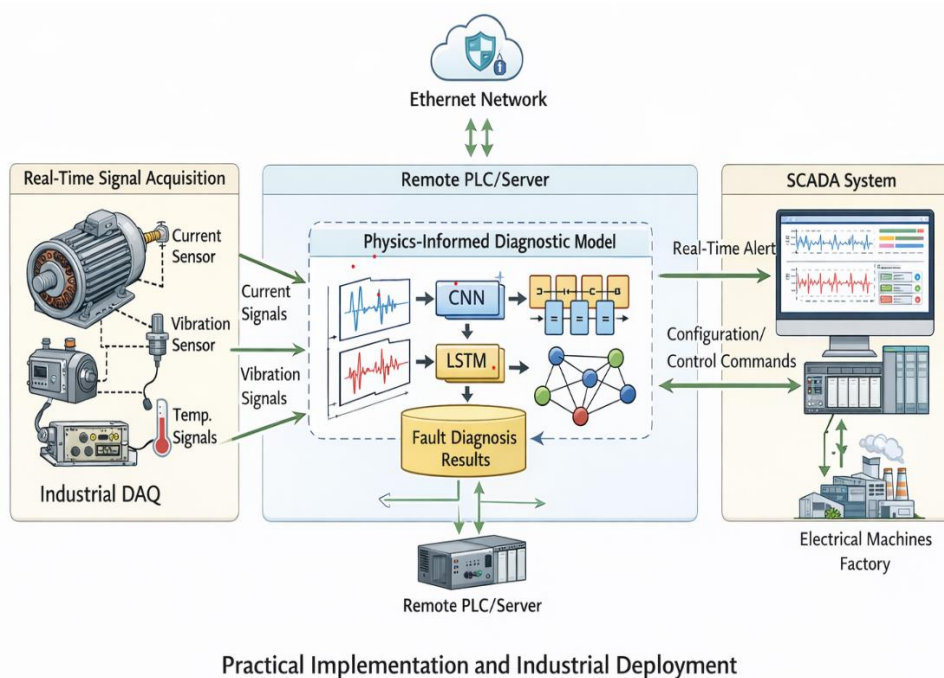 Ethernet Network
Real-Time Signal Acquisition
Current
Sensor
Vibration
Sensor
Temp.
Signals
Industrial DAQ
Current
Signals
Vibration
Signals
Remote PLC/Server
Physics-Informed Diagnostic Model
CNN
LSTM
Fault Diagnosis
Results
Remote PLC/Server
SCADA System
Real-Time Alert
Configuration/
Control Commands
Electrical Machines
Factory
Practical Implementation and Industrial Deployment